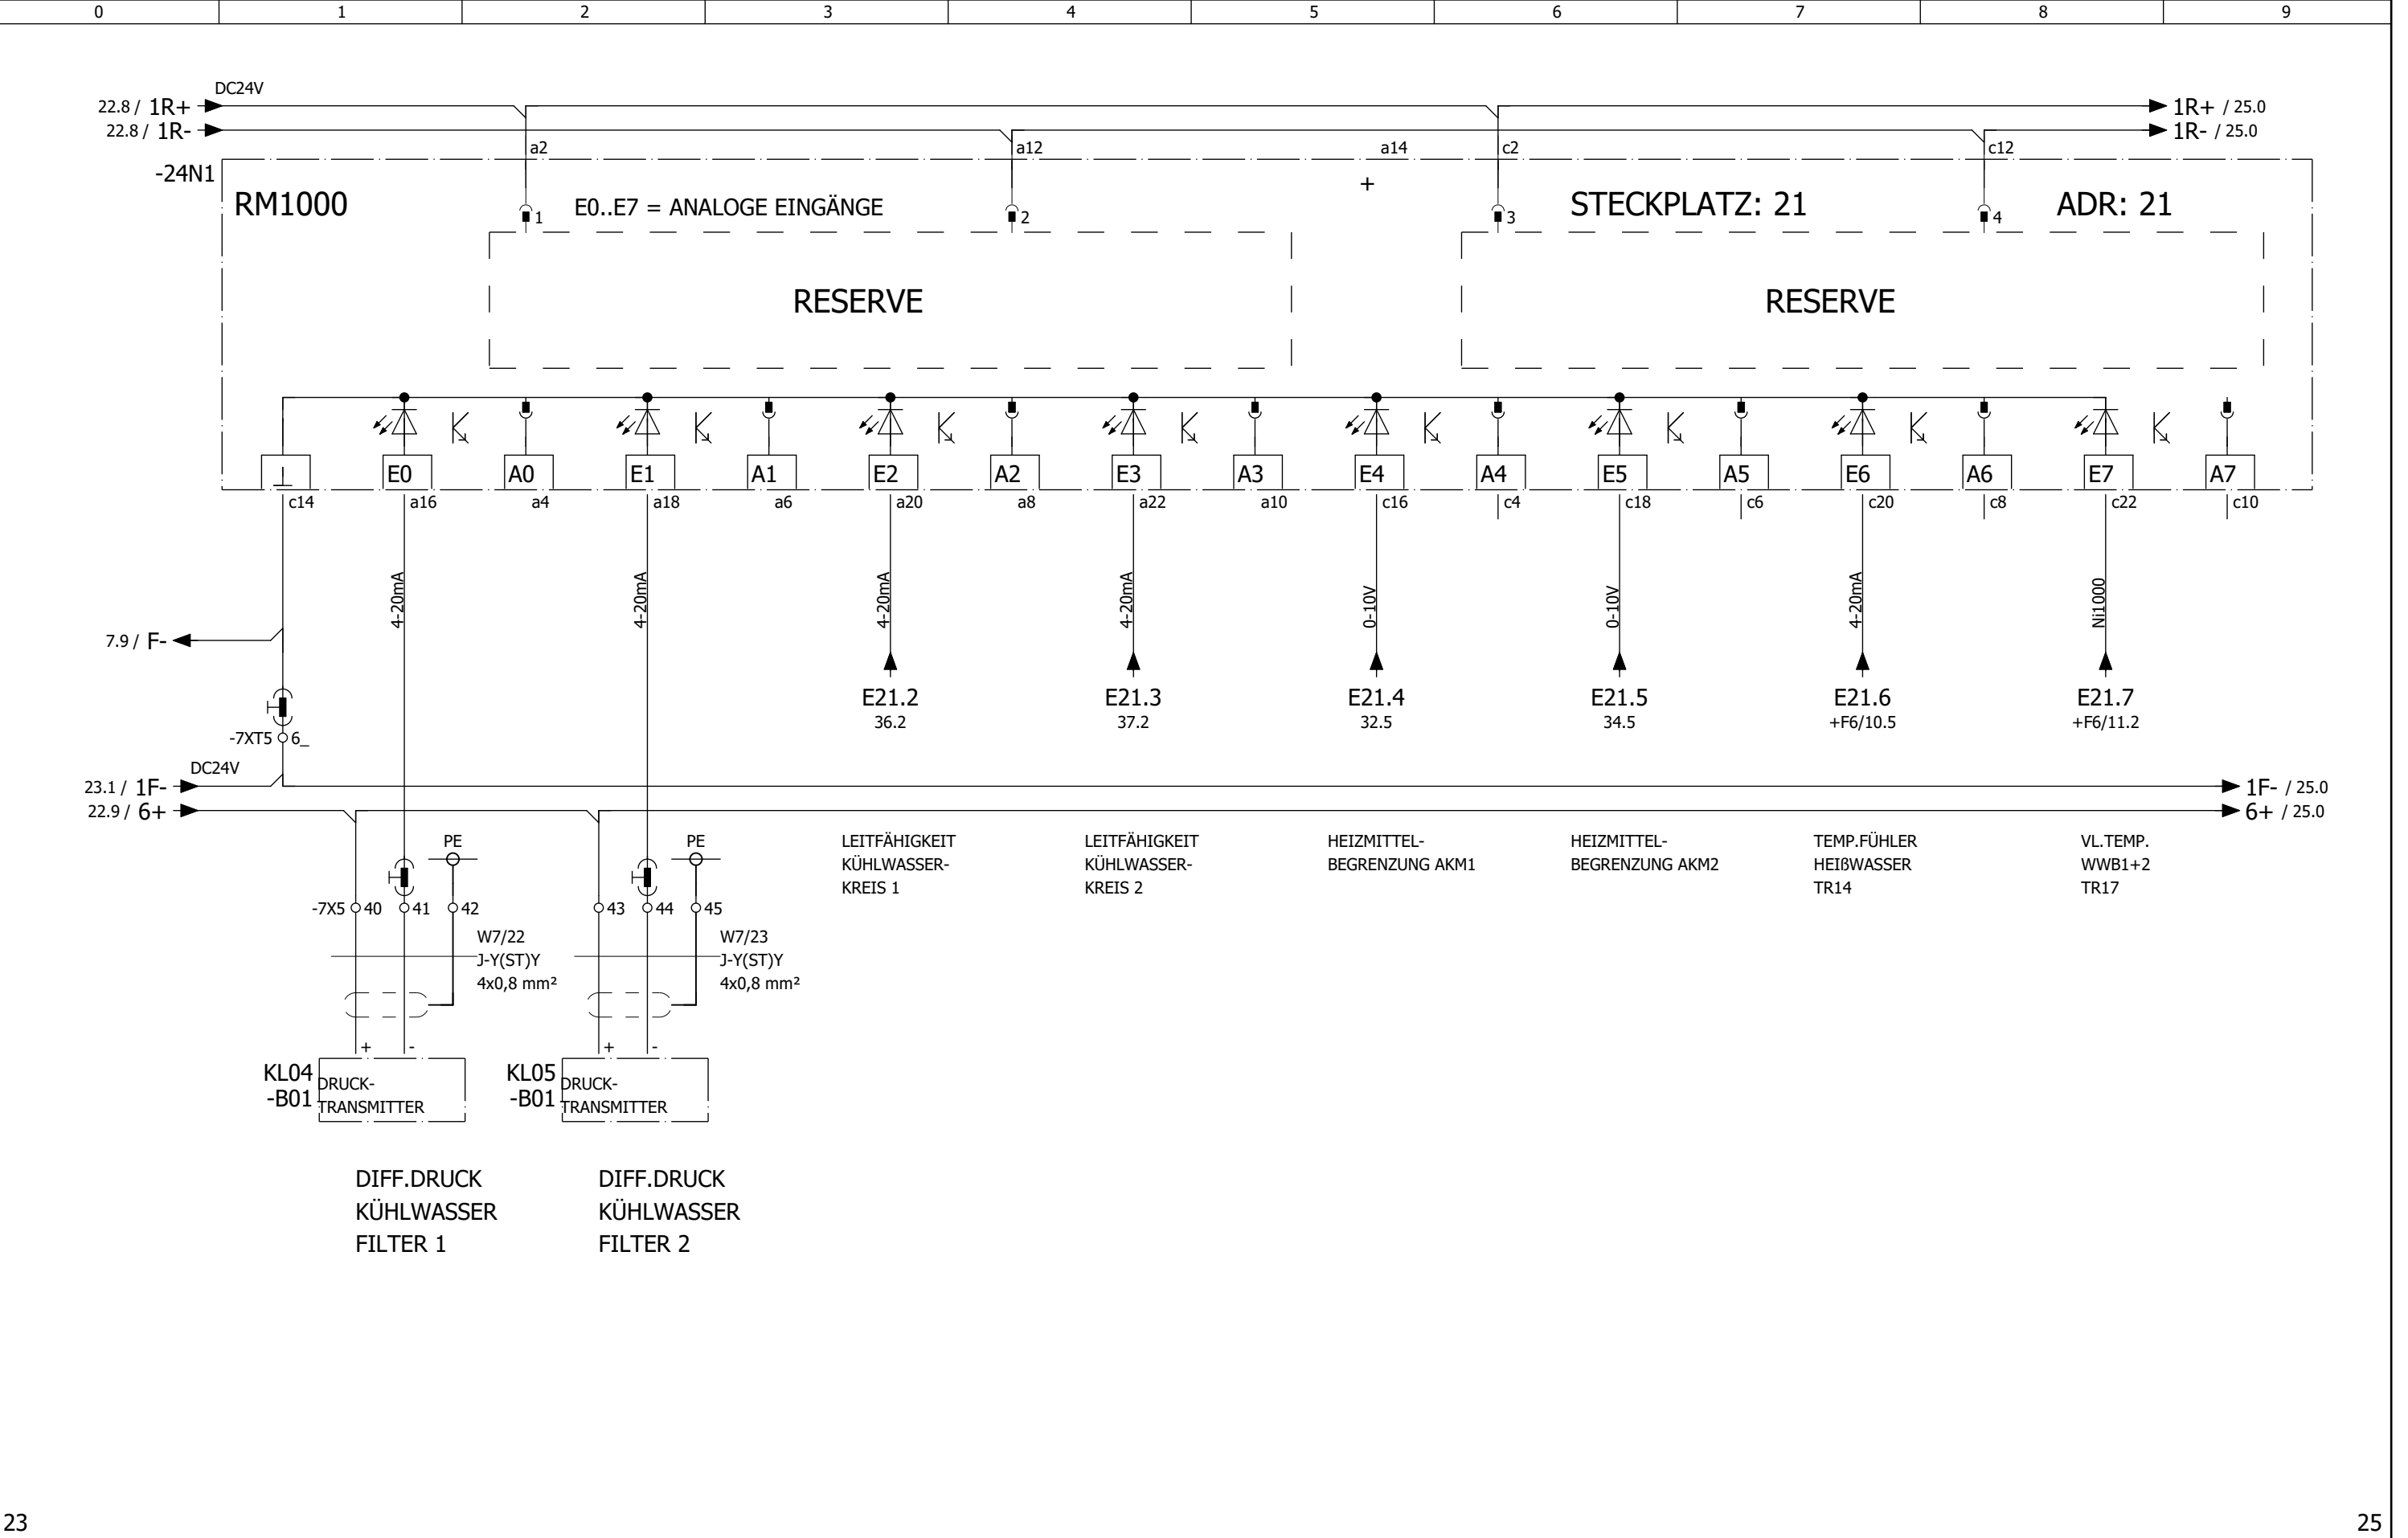 0 1 2 3 4 5 6 7 8 9
DC24V
22.8 / 1R+ 1R+ / 25.0
22.8 / 1R- 1R- / 25.0
a2 a12 a14 c2 c12
-24N1
RM1000 E0..E7 = ANALOGE EINGÄNGE + STECKPLATZ: 21 ADR: 21
1 2 3 4
RESERVE RESERVE
E0 A0 E1 A1 E2 A2 E3 A3 E4 A4 E5 A5 E6 A6 E7 A7
c14 a16 a4 a18 a6 a20 a8 a22 a10 c16 c4 c18 c6 c20 c8 c22 c10
4-20mA 4-20mA 4-20mA 4-20mA 0-10V 0-10V 4-20mA Ni1000
7.9 / F-
E21.2 E21.3 E21.4 E21.5 E21.6 E21.7
36.2 37.2 32.5 34.5 +F6/10.5 +F6/11.2
-7XT5 6_
DC24V
23.1 / 1F- 1F- / 25.0
22.9 / 6+ 6+ / 25.0
PE PE
LEITFÄHIGKEIT
KÜHLWASSER-
KREIS 1
LEITFÄHIGKEIT
KÜHLWASSER-
KREIS 2
HEIZMITTEL-
BEGRENZUNG AKM1
HEIZMITTEL-
BEGRENZUNG AKM2
TEMP.FÜHLER
HEIßWASSER
TR14
VL.TEMP.
WWB1+2
TR17
-7X5 40 41 42 43 44 45
W7/22
J-Y(ST)Y
4x0,8 mm²
W7/23
J-Y(ST)Y
4x0,8 mm²
+ - + -
KL04
-B01
DRUCK-
TRANSMITTER
KL05
-B01
DRUCK-
TRANSMITTER
DIFF.DRUCK
KÜHLWASSER
FILTER 1
DIFF.DRUCK
KÜHLWASSER
FILTER 2
23 25